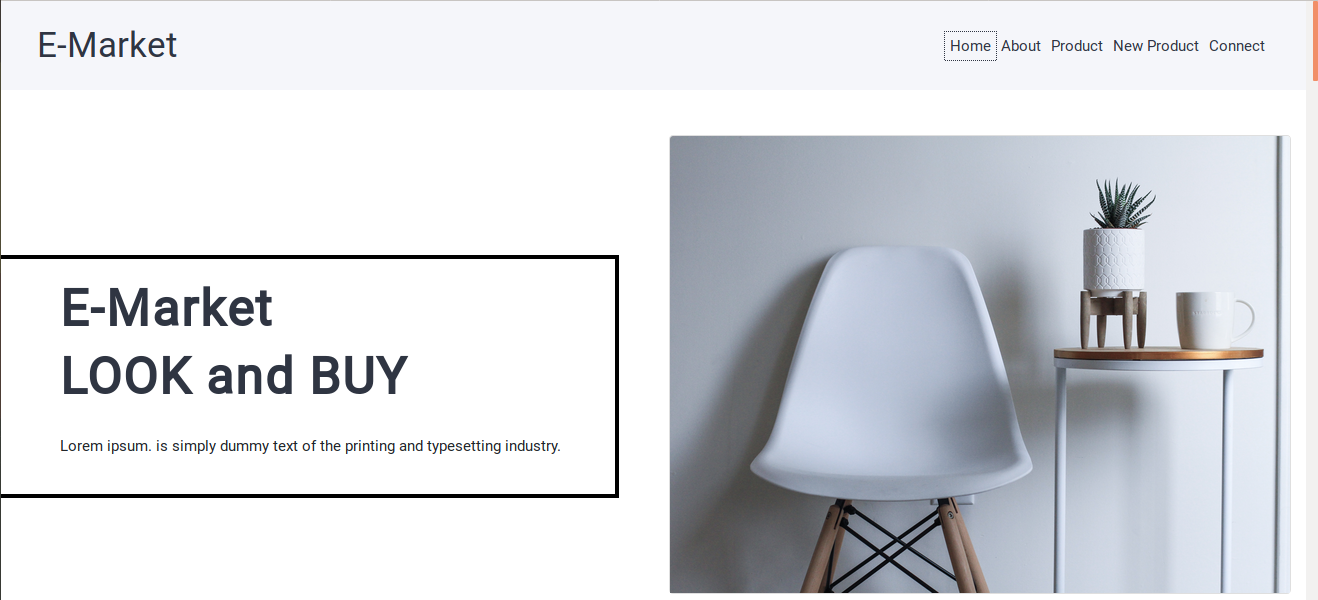 E-Market
Home About Product New Product Connect
E-Market
LOOK and BUY
Lorem ipsum. is simply dummy text of the printing and typesetting industry.